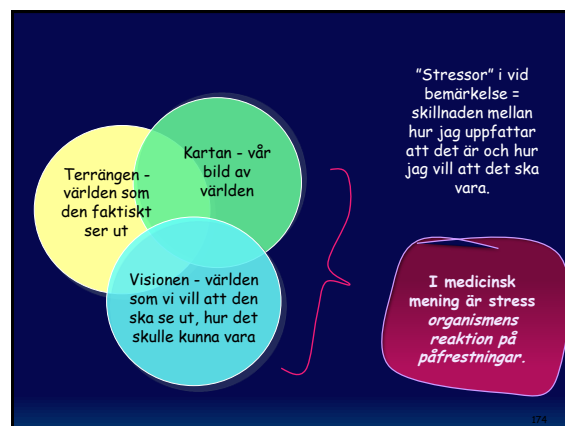 Terrängen -
världen som
den faktiskt
ser ut
Kartan - vår
bild av
världen
Visionen - världen
som vi vill att den
ska se ut, hur det
skulle kunna vara
”Stressor” i vid
bemärkelse =
skillnaden mellan
hur jag uppfattar
att det är och hur
jag vill att det ska
vara.
I medicinsk
mening är stress
organismens
reaktion på
påfrestningar.
174